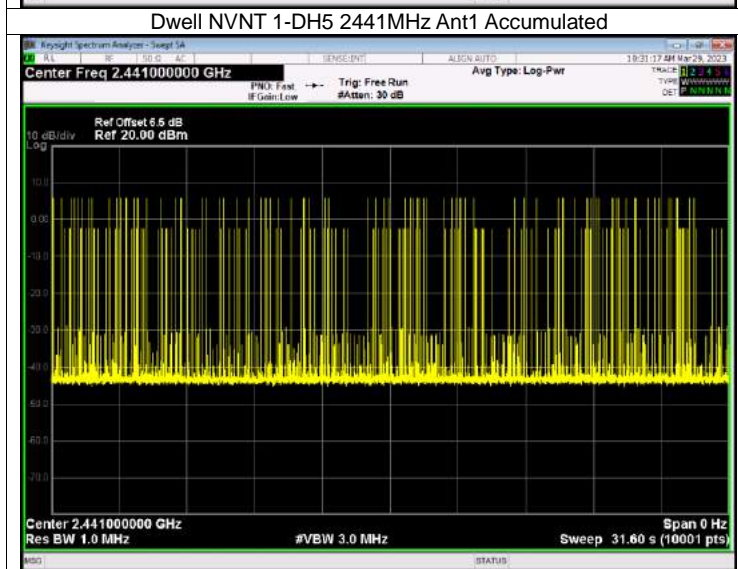 Dwell NVNT 1-DH5 2441MHz Ant1 Accumulated
Keysight Spectrum Analyzer - Swept SA
RL RF 50 Ω AC SENSE:INT ALIGN AUTO 10:31:17 AM Mar 29, 2023
Center Freq 2.441000000 GHz
PNO: Fast
IFGain:Low
Trig: Free Run
#Atten: 30 dB
Avg Type: Log-Pwr
TRACE 1 2 3 4 5 6
TYPE WWWWWW
DET P N N N N N
Ref Offset 6.5 dB
10 dB/div Ref 20.00 dBm
Log
10.0
0.00
-10.0
-20.0
-30.0
-40.0
-50.0
-60.0
-70.0
Center 2.441000000 GHz Span 0 Hz
Res BW 1.0 MHz #VBW 3.0 MHz Sweep 31.60 s (10001 pts)
MSG STATUS